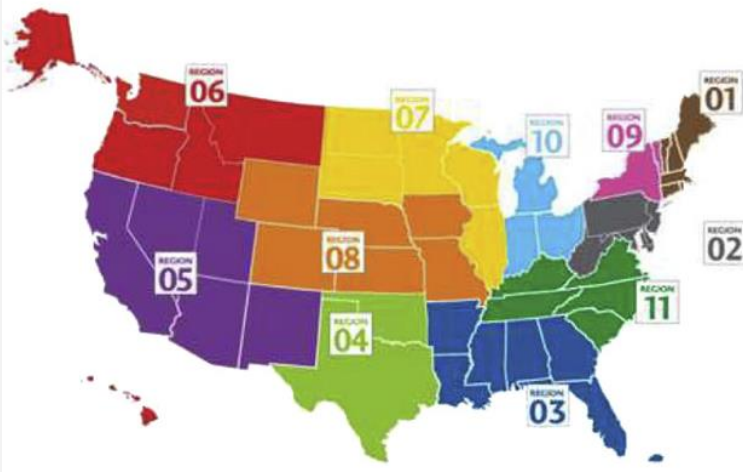 REGION
06
REGION
07
REGION
10
REGION
09
REGION
01
REGION
02
REGION
05
REGION
08
REGION
04
REGION
11
REGION
03